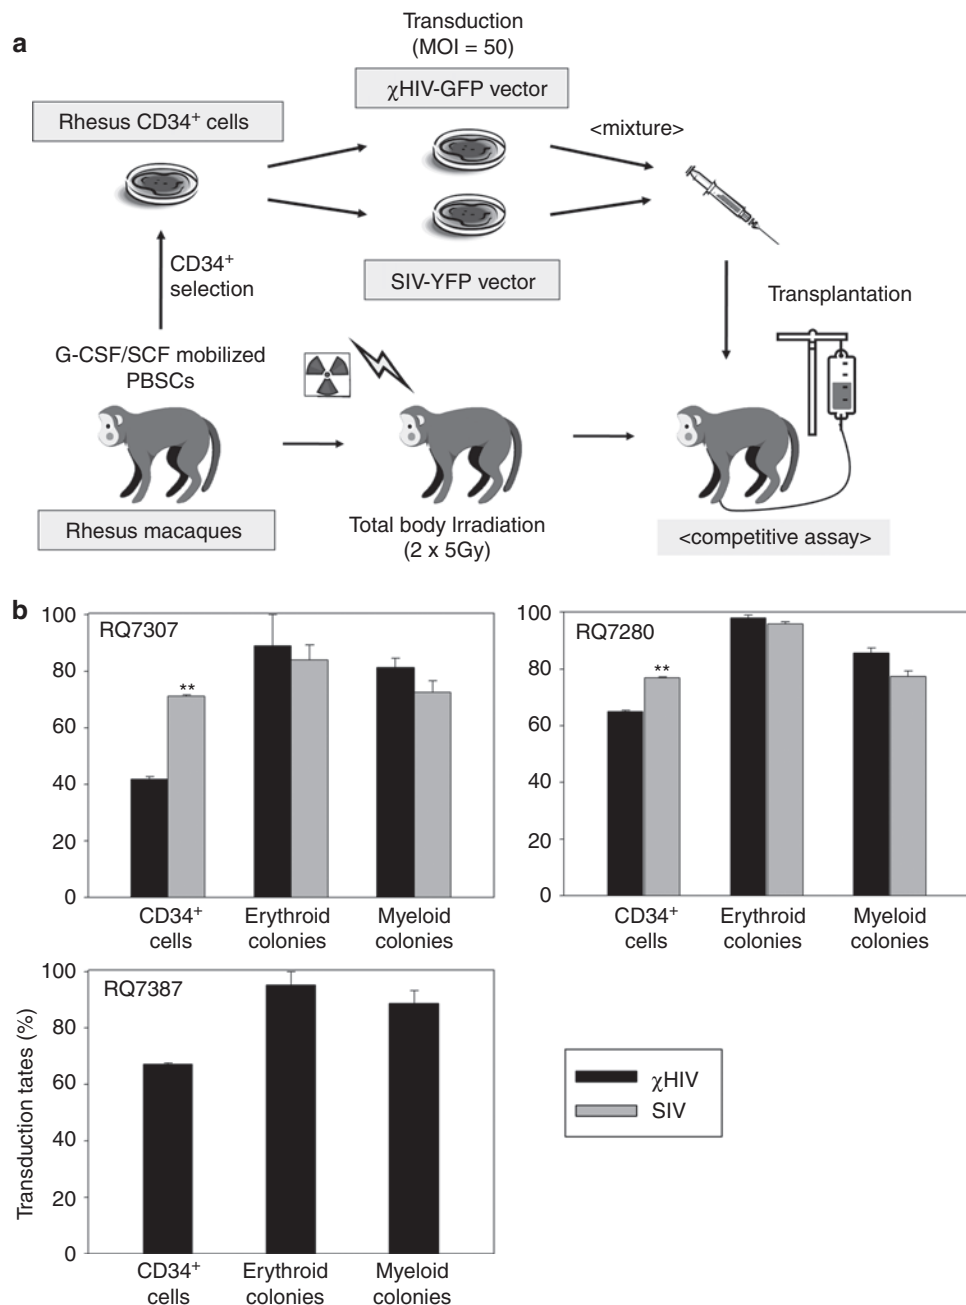 a
Transduction
(MOI = 50)
χHIV-GFP vector
Rhesus CD34⁺ cells
<mixture>
CD34⁺
selection
SIV-YFP vector
Transplantation
G-CSF/SCF mobilized
PBSCs
Rhesus macaques
Total body Irradiation
(2 x 5Gy)
<competitive assay>
b
RQ7307
100
80
60
40
20
0
**
CD34⁺
cells
Erythroid
colonies
Myeloid
colonies
RQ7280
100
80
60
40
20
0
**
CD34⁺
cells
Erythroid
colonies
Myeloid
colonies
RQ7387
Transduction tates (%)
100
80
60
40
20
0
CD34⁺
cells
Erythroid
colonies
Myeloid
colonies
χHIV
SIV